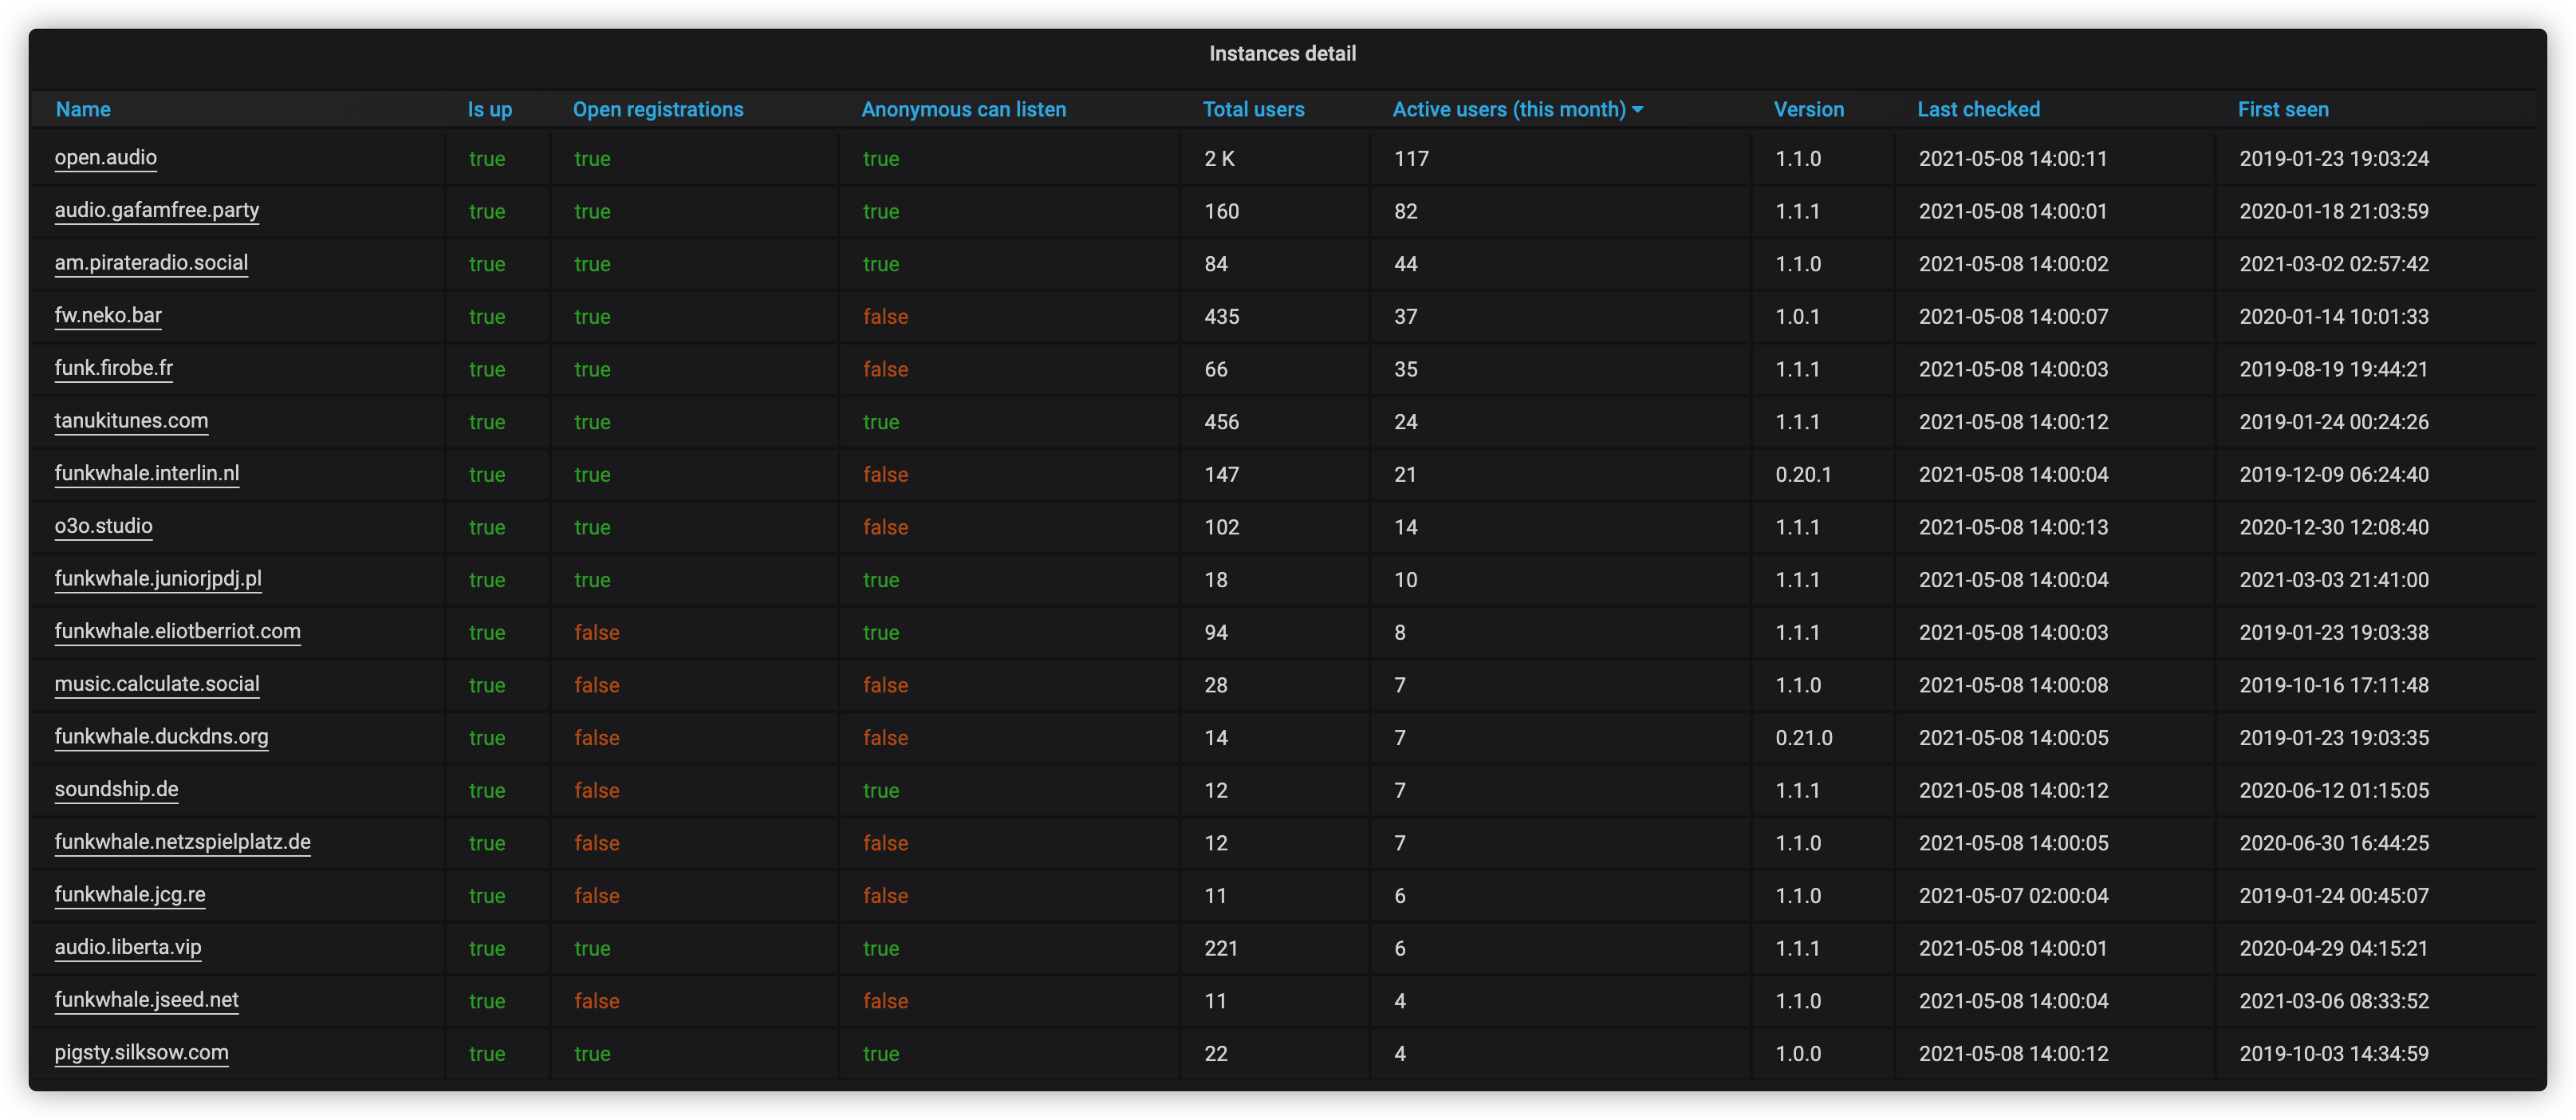 Instances detail
Name Is up Open registrations Anonymous can listen Total users Active users (this month) Version Last checked First seen
open.audio true true true 2 K 117 1.1.0 2021-05-08 14:00:11 2019-01-23 19:03:24
audio.gafamfree.party true true true 160 82 1.1.1 2021-05-08 14:00:01 2020-01-18 21:03:59
am.pirateradio.social true true true 84 44 1.1.0 2021-05-08 14:00:02 2021-03-02 02:57:42
fw.neko.bar true true false 435 37 1.0.1 2021-05-08 14:00:07 2020-01-14 10:01:33
funk.firobe.fr true true false 66 35 1.1.1 2021-05-08 14:00:03 2019-08-19 19:44:21
tanukitunes.com true true true 456 24 1.1.1 2021-05-08 14:00:12 2019-01-24 00:24:26
funkwhale.interlin.nl true true false 147 21 0.20.1 2021-05-08 14:00:04 2019-12-09 06:24:40
o3o.studio true true false 102 14 1.1.1 2021-05-08 14:00:13 2020-12-30 12:08:40
funkwhale.juniorjpdj.pl true true true 18 10 1.1.1 2021-05-08 14:00:04 2021-03-03 21:41:00
funkwhale.eliotberriot.com true false true 94 8 1.1.1 2021-05-08 14:00:03 2019-01-23 19:03:38
music.calculate.social true false false 28 7 1.1.0 2021-05-08 14:00:08 2019-10-16 17:11:48
funkwhale.duckdns.org true false false 14 7 0.21.0 2021-05-08 14:00:05 2019-01-23 19:03:35
soundship.de true false true 12 7 1.1.1 2021-05-08 14:00:12 2020-06-12 01:15:05
funkwhale.netzspielplatz.de true false false 12 7 1.1.0 2021-05-08 14:00:05 2020-06-30 16:44:25
funkwhale.jcg.re true false false 11 6 1.1.0 2021-05-07 02:00:04 2019-01-24 00:45:07
audio.liberta.vip true true true 221 6 1.1.1 2021-05-08 14:00:01 2020-04-29 04:15:21
funkwhale.jseed.net true false false 11 4 1.1.0 2021-05-08 14:00:04 2021-03-06 08:33:52
pigsty.silksow.com true true true 22 4 1.0.0 2021-05-08 14:00:12 2019-10-03 14:34:59